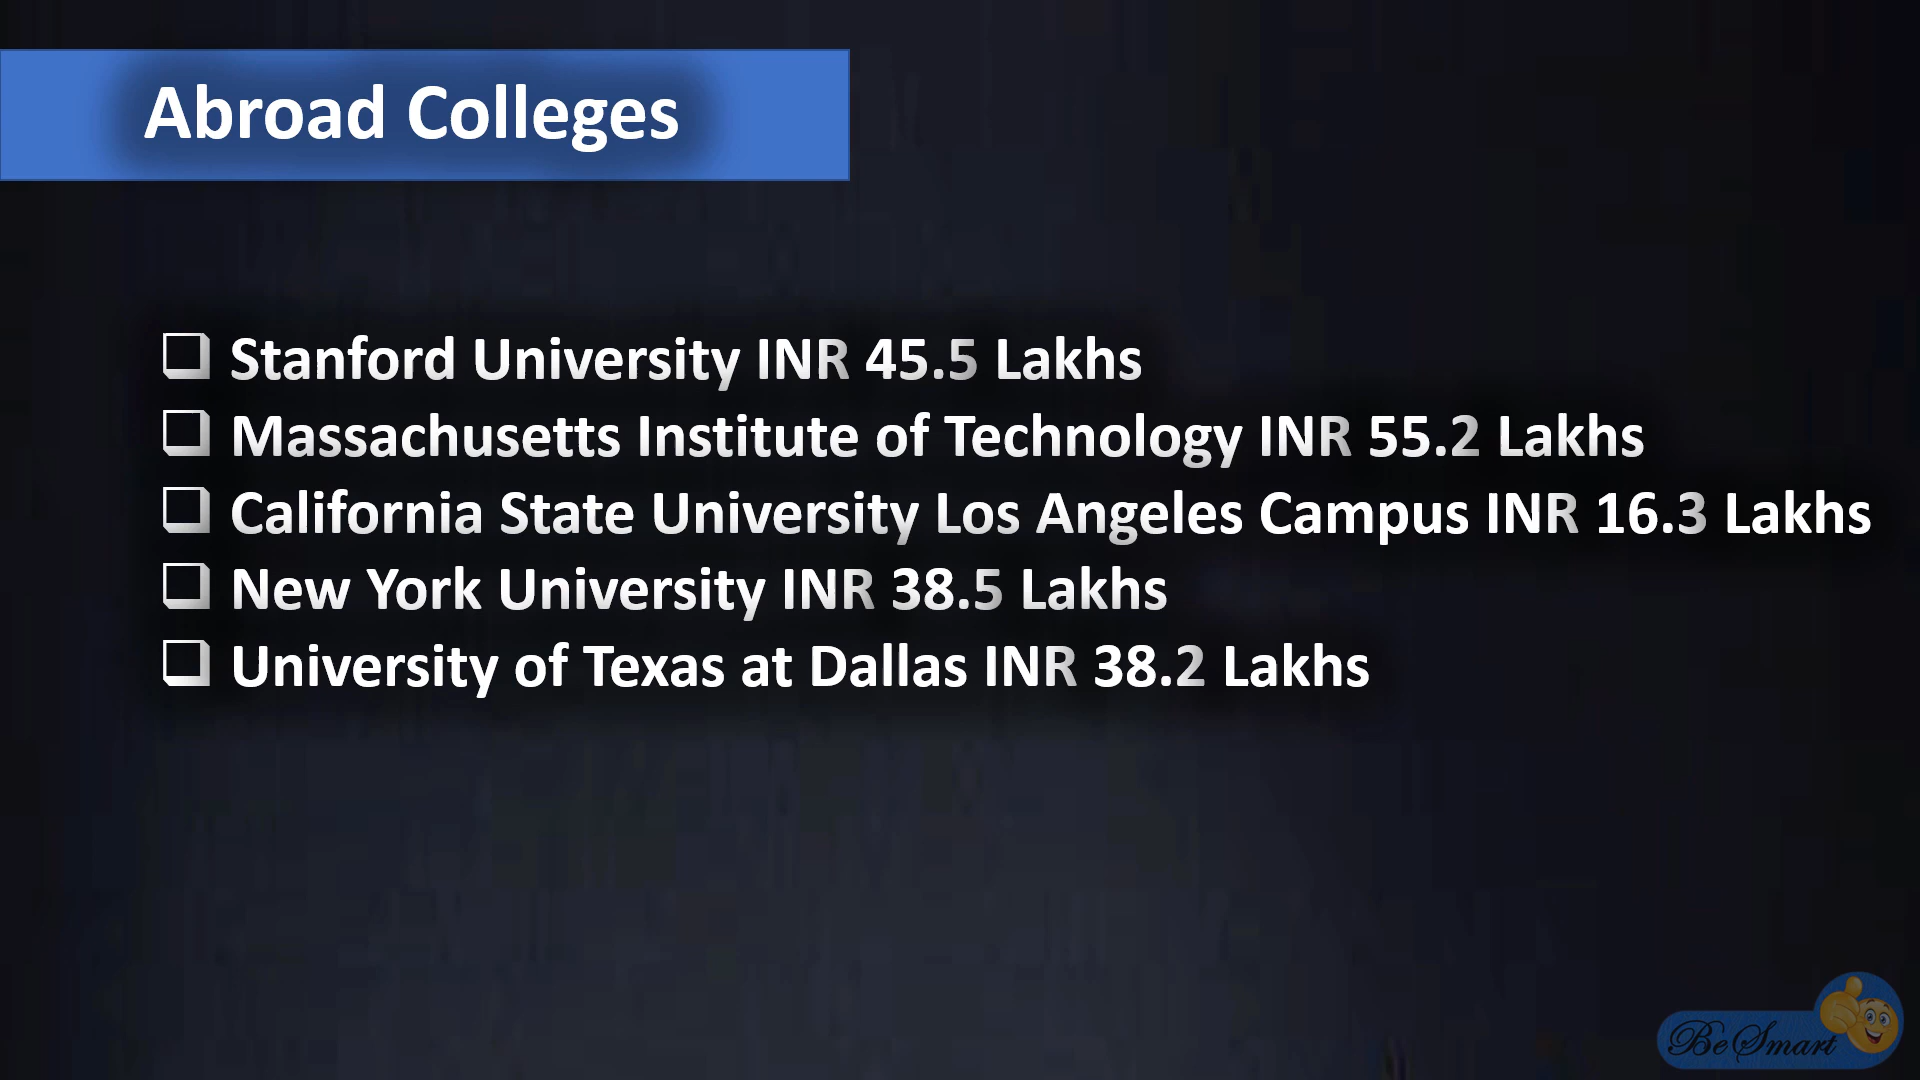 Abroad Colleges
Stanford University INR 45.5 Lakhs
Massachusetts Institute of Technology INR 55.2 Lakhs
California State University Los Angeles Campus INR 16.3 Lakhs
New York University INR 38.5 Lakhs
University of Texas at Dallas INR 38.2 Lakhs
Be Smart